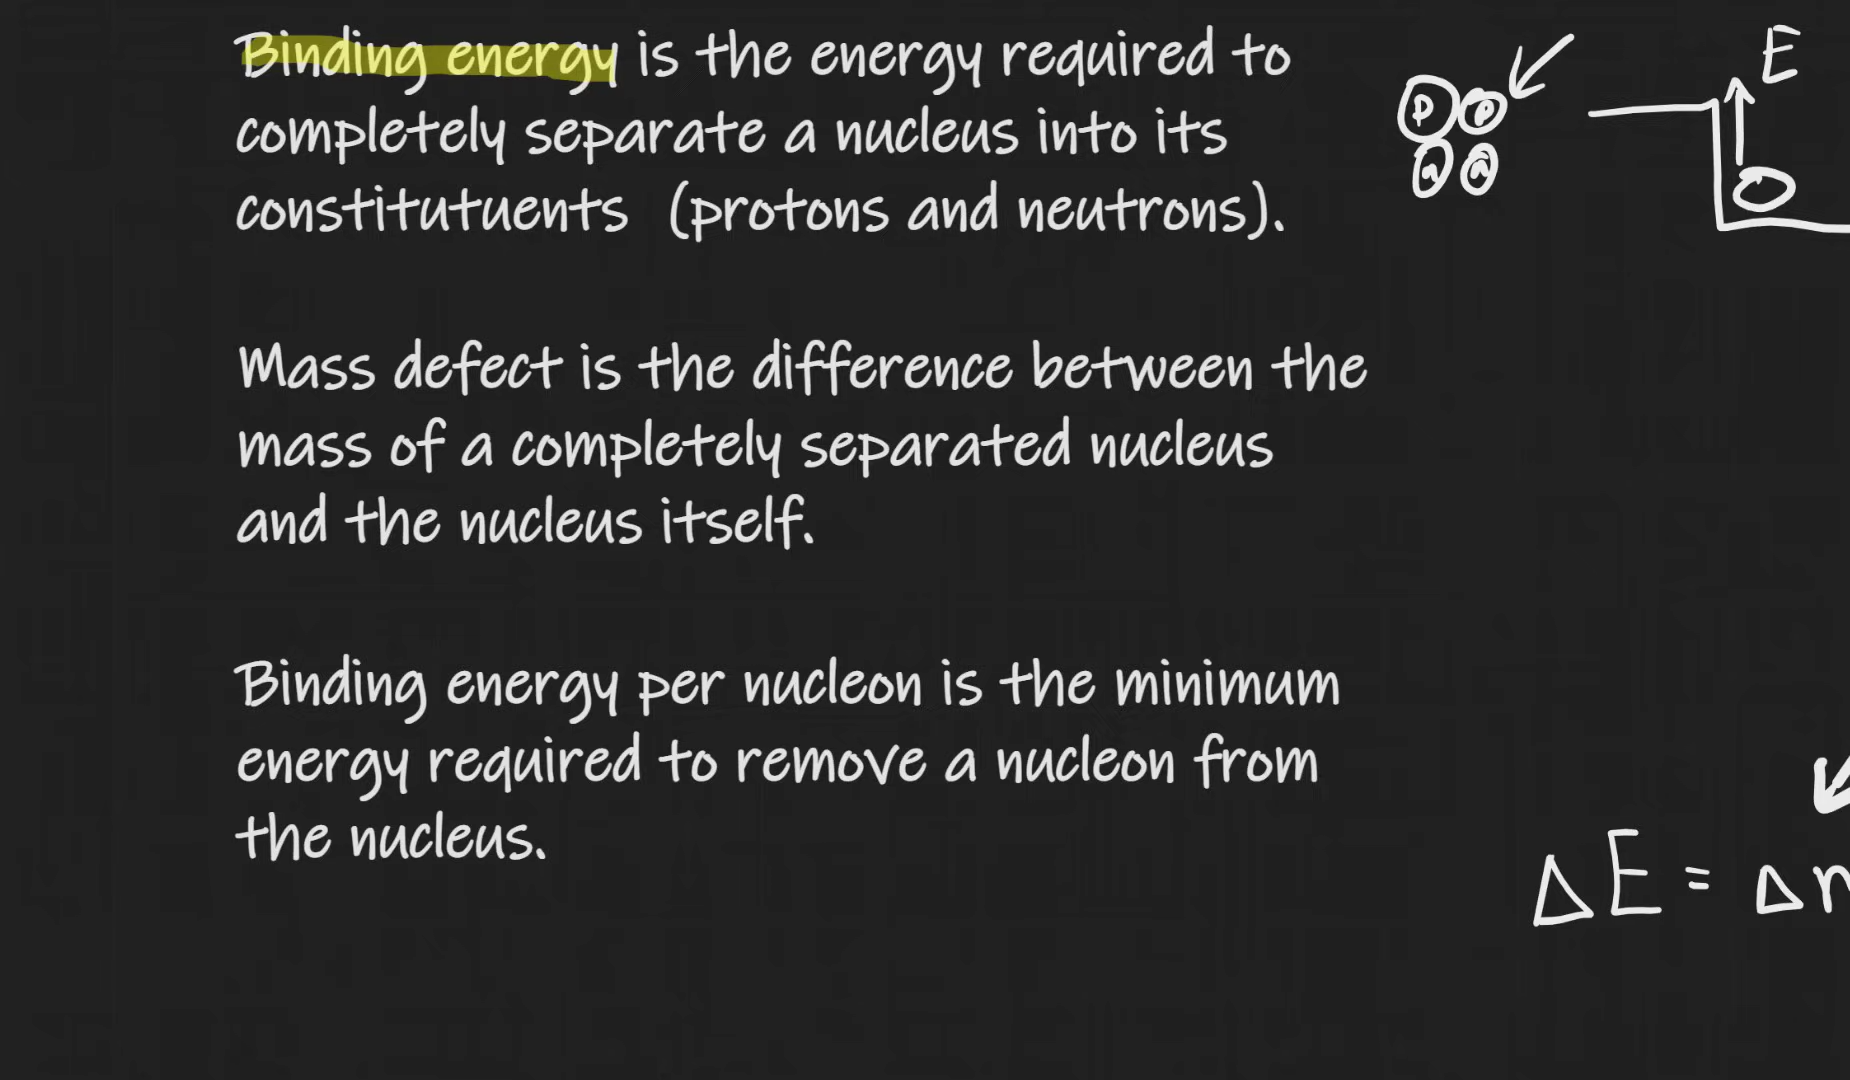 Binding energy is the energy required to
completely separate a nucleus into its
constitutuents (protons and neutrons).
Mass defect is the difference between the
mass of a completely separated nucleus
and the nucleus itself.
Binding energy per nucleon is the minimum
energy required to remove a nucleon from
the nucleus.
P P
n n
E
ΔE = Δm